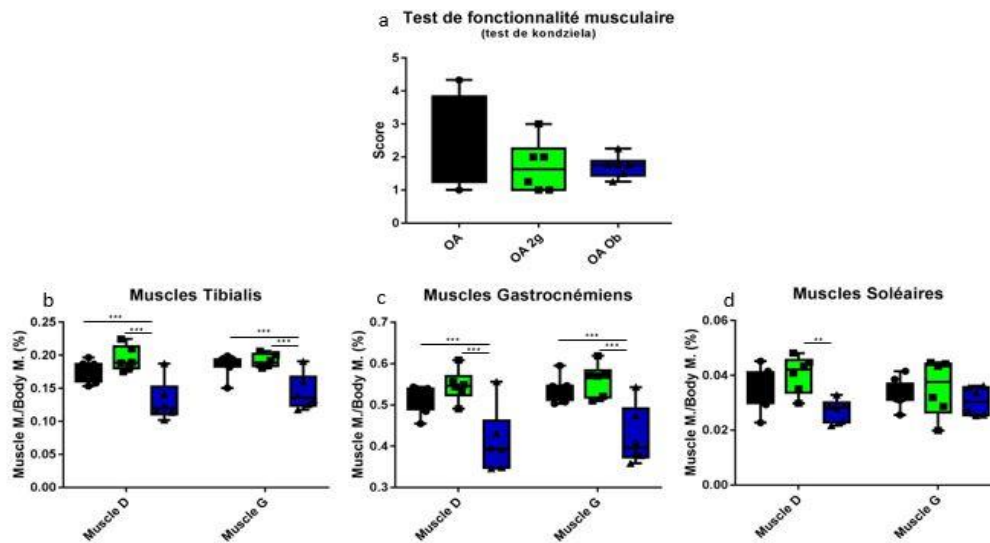 a Test de fonctionnalité musculaire
(test de kondziela)
Score
5
4
3
2
1
0
OA
OA 2g
OA Ob
b Muscles Tibialis
Muscle M./Body M. (%)
0.25
0.20
0.15
0.10
0.05
0.00
***
***
***
***
Muscle D
Muscle G
c Muscles Gastrocnémiens
Muscle M./Body M. (%)
0.7
0.6
0.5
0.4
0.3
***
***
***
***
Muscle D
Muscle G
d Muscles Soléaires
Muscle M./Body M. (%)
0.06
0.04
0.02
0.00
**
Muscle D
Muscle G